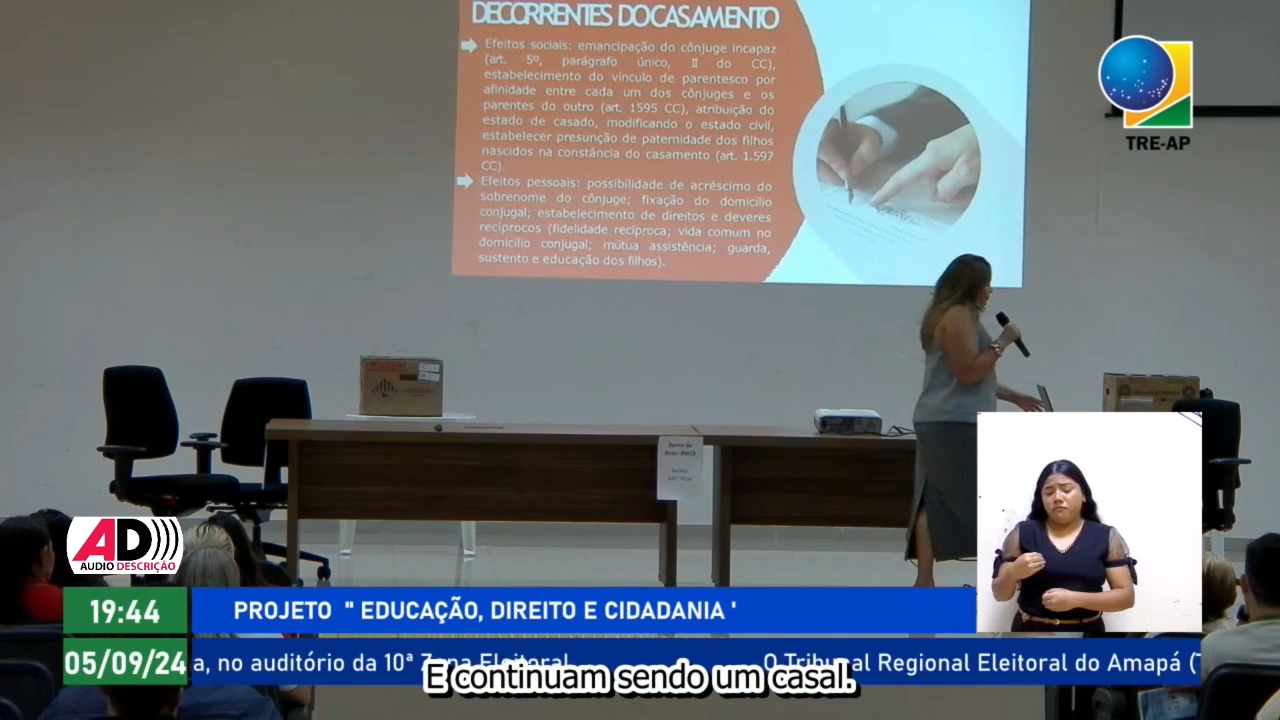 DECORRENTES DO CASAMENTO
Efeitos sociais: emancipação do cônjuge incapaz
(art. 5º, parágrafo único, II do CC),
estabelecimento do vínculo de parentesco por
afinidade entre cada um dos cônjuges e os
parentes do outro (art. 1595 CC), atribuição do
estado de casado, modificando o estado civil,
estabelecer presunção de paternidade dos filhos
nascidos na constância do casamento (art. 1.597
CC).
Efeitos pessoais: possibilidade de acréscimo do
sobrenome do cônjuge; fixação do domicílio
conjugal; estabelecimento de direitos e deveres
recíprocos (fidelidade recíproca; vida comum no
domicílio conjugal; mútua assistência; guarda,
sustento e educação dos filhos).
TRE-AP
Nome da
AD
AUDIO DESCRIÇÃO
19:44
PROJETO " EDUCAÇÃO, DIREITO E CIDADANIA '
05/09/24
a, no auditório da 10ª Zona Eleitoral
O Tribunal Regional Eleitoral do Amapá (T
E continuam sendo um casal.